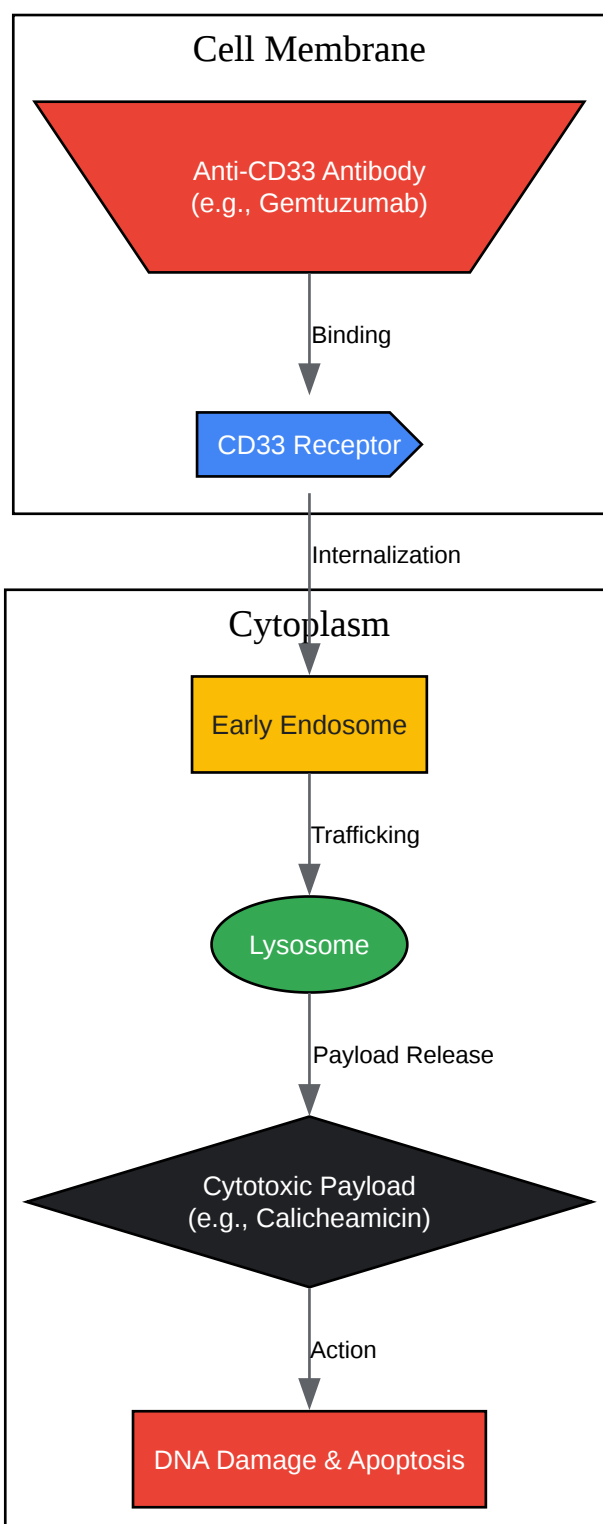 Cell Membrane
Anti-CD33 Antibody
(e.g., Gemtuzumab)
Binding
CD33 Receptor
Internalization
Cytoplasm
Early Endosome
Trafficking
Lysosome
Payload Release
Cytotoxic Payload
(e.g., Calicheamicin)
Action
DNA Damage & Apoptosis